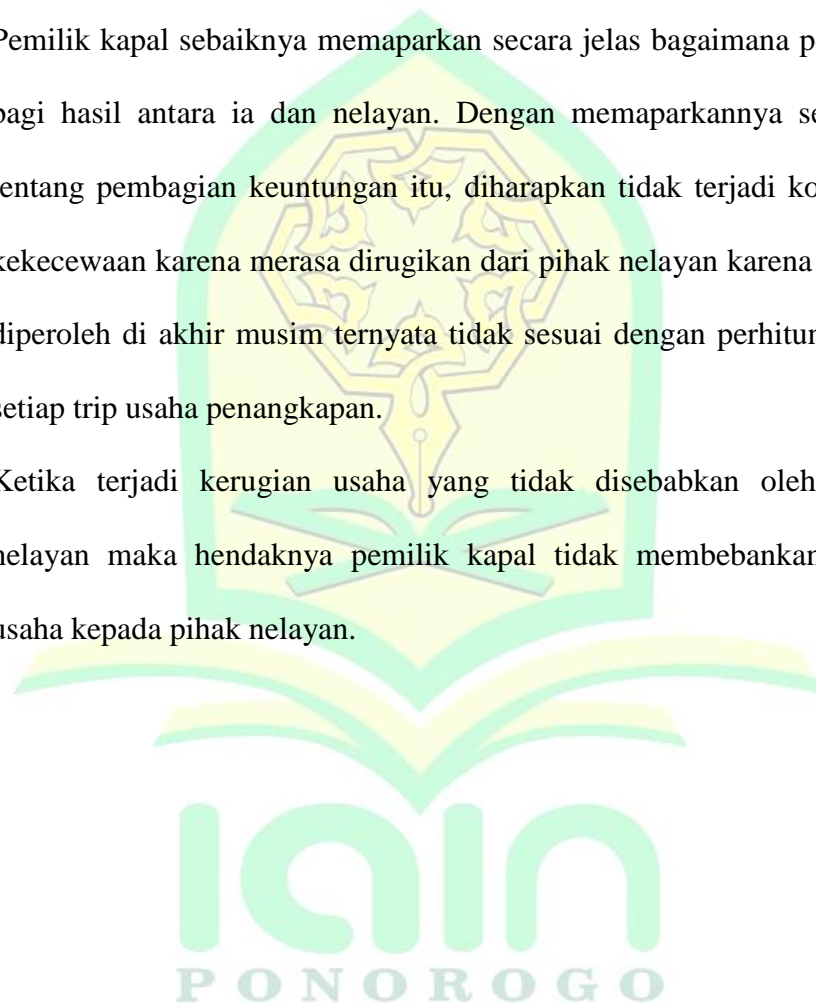 Pemilik kapal sebaiknya memaparkan secara jelas bagaimana p
bagi hasil antara ia dan nelayan. Dengan memaparkannya se
tentang pembagian keuntungan itu, diharapkan tidak terjadi ko
kekecewaan karena merasa dirugikan dari pihak nelayan karena
diperoleh di akhir musim ternyata tidak sesuai dengan perhitun
setiap trip usaha penangkapan.
Ketika terjadi kerugian usaha yang tidak disebabkan oleh
nelayan maka hendaknya pemilik kapal tidak membebankan
usaha kepada pihak nelayan.
IAIN
PONOROGO